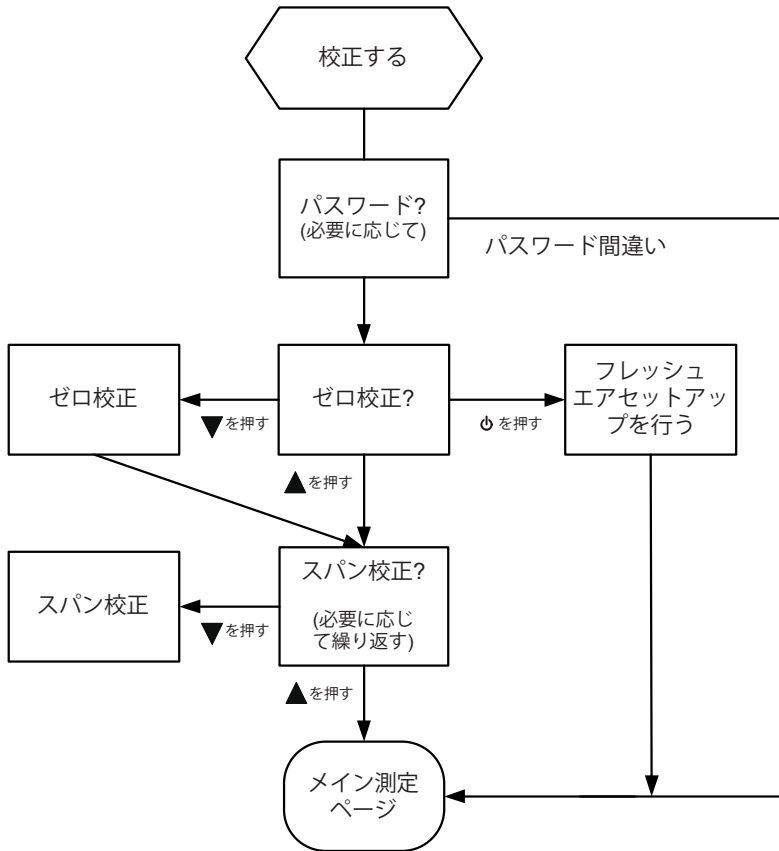 校正する
パスワード?
(必要に応じて)
パスワード間違い
ゼロ校正
ゼロ校正?
フレッシュ
エアセットアッ
プを行う
▼を押す
⏻を押す
▲を押す
スパン校正
スパン校正?
(必要に応じ
て繰り返す)
▼を押す
▲を押す
メイン測定
ページ